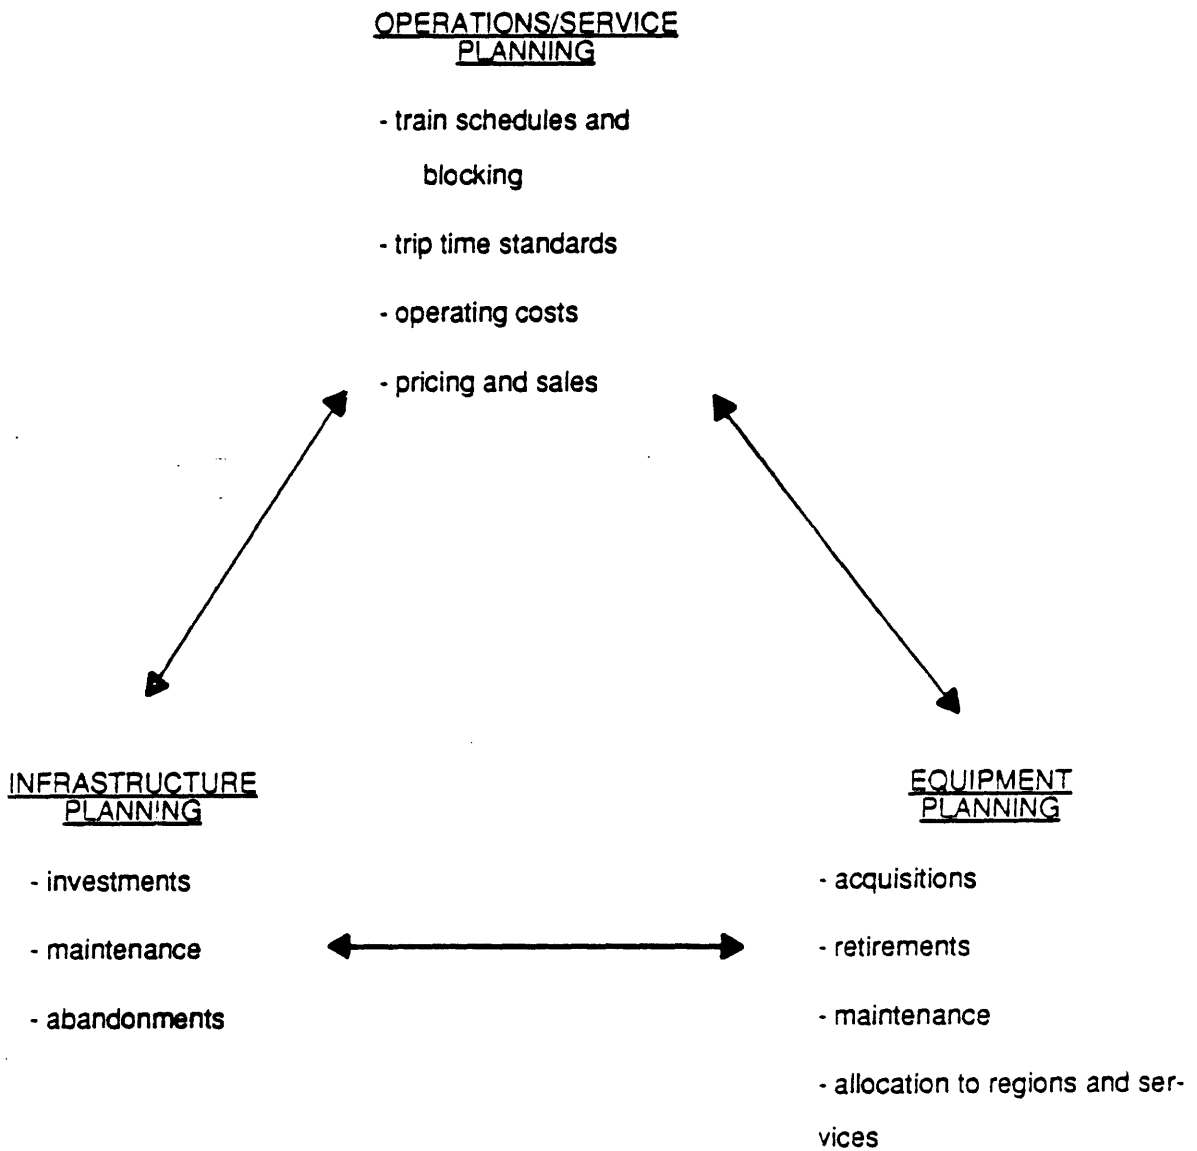 OPERATIONS/SERVICE
PLANNING
- train schedules and
blocking
- trip time standards
- operating costs
- pricing and sales
INFRASTRUCTURE
PLANNING
- investments
- maintenance
- abandonments
EQUIPMENT
PLANNING
- acquisitions
- retirements
- maintenance
- allocation to regions and ser-
vices